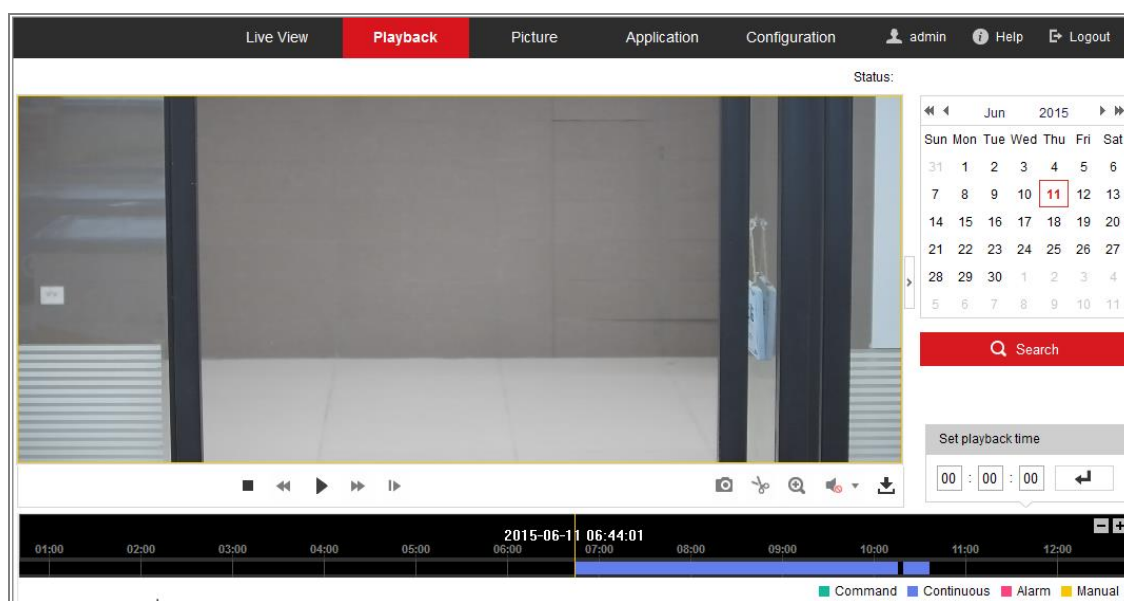 Live View Playback Picture Application Configuration admin Help Logout
Status:
Jun 2015
Sun Mon Tue Wed Thu Fri Sat
31 1 2 3 4 5 6
7 8 9 10 11 12 13
14 15 16 17 18 19 20
21 22 23 24 25 26 27
28 29 30 1 2 3 4
5 6 7 8 9 10 11
Search
Set playback time
00 : 00 : 00
2015-06-11 06:44:01
01:00 02:00 03:00 04:00 05:00 06:00 07:00 08:00 09:00 10:00 11:00 12:00
Command Continuous Alarm Manual